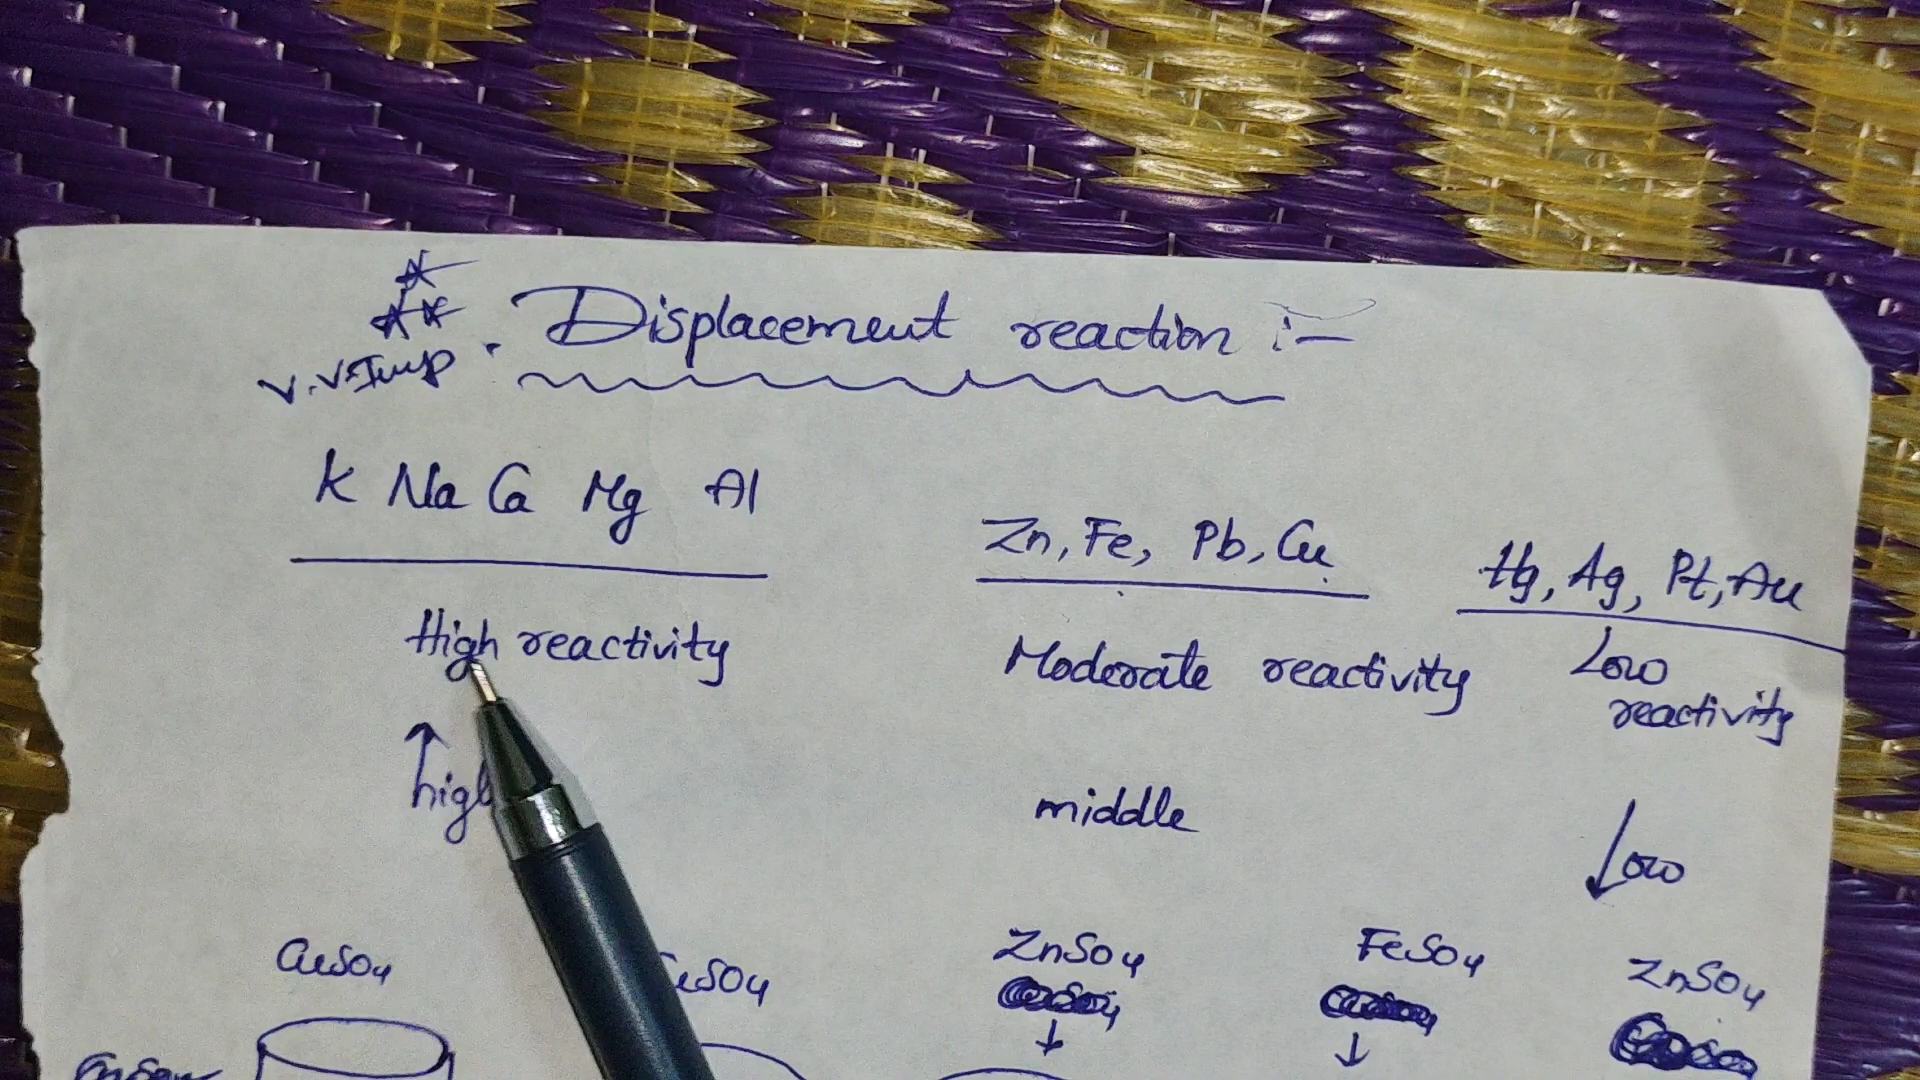 V.V.Imp. Displacement reaction :-
K Na Ca Mg Al
Zn, Fe, Pb, Cu
Hg, Ag, Pt, Au
High reactivity
Moderate reactivity
Low
reactivity
middle
Low
CuSO4
ZnSO4
FeSO4
ZnSO4